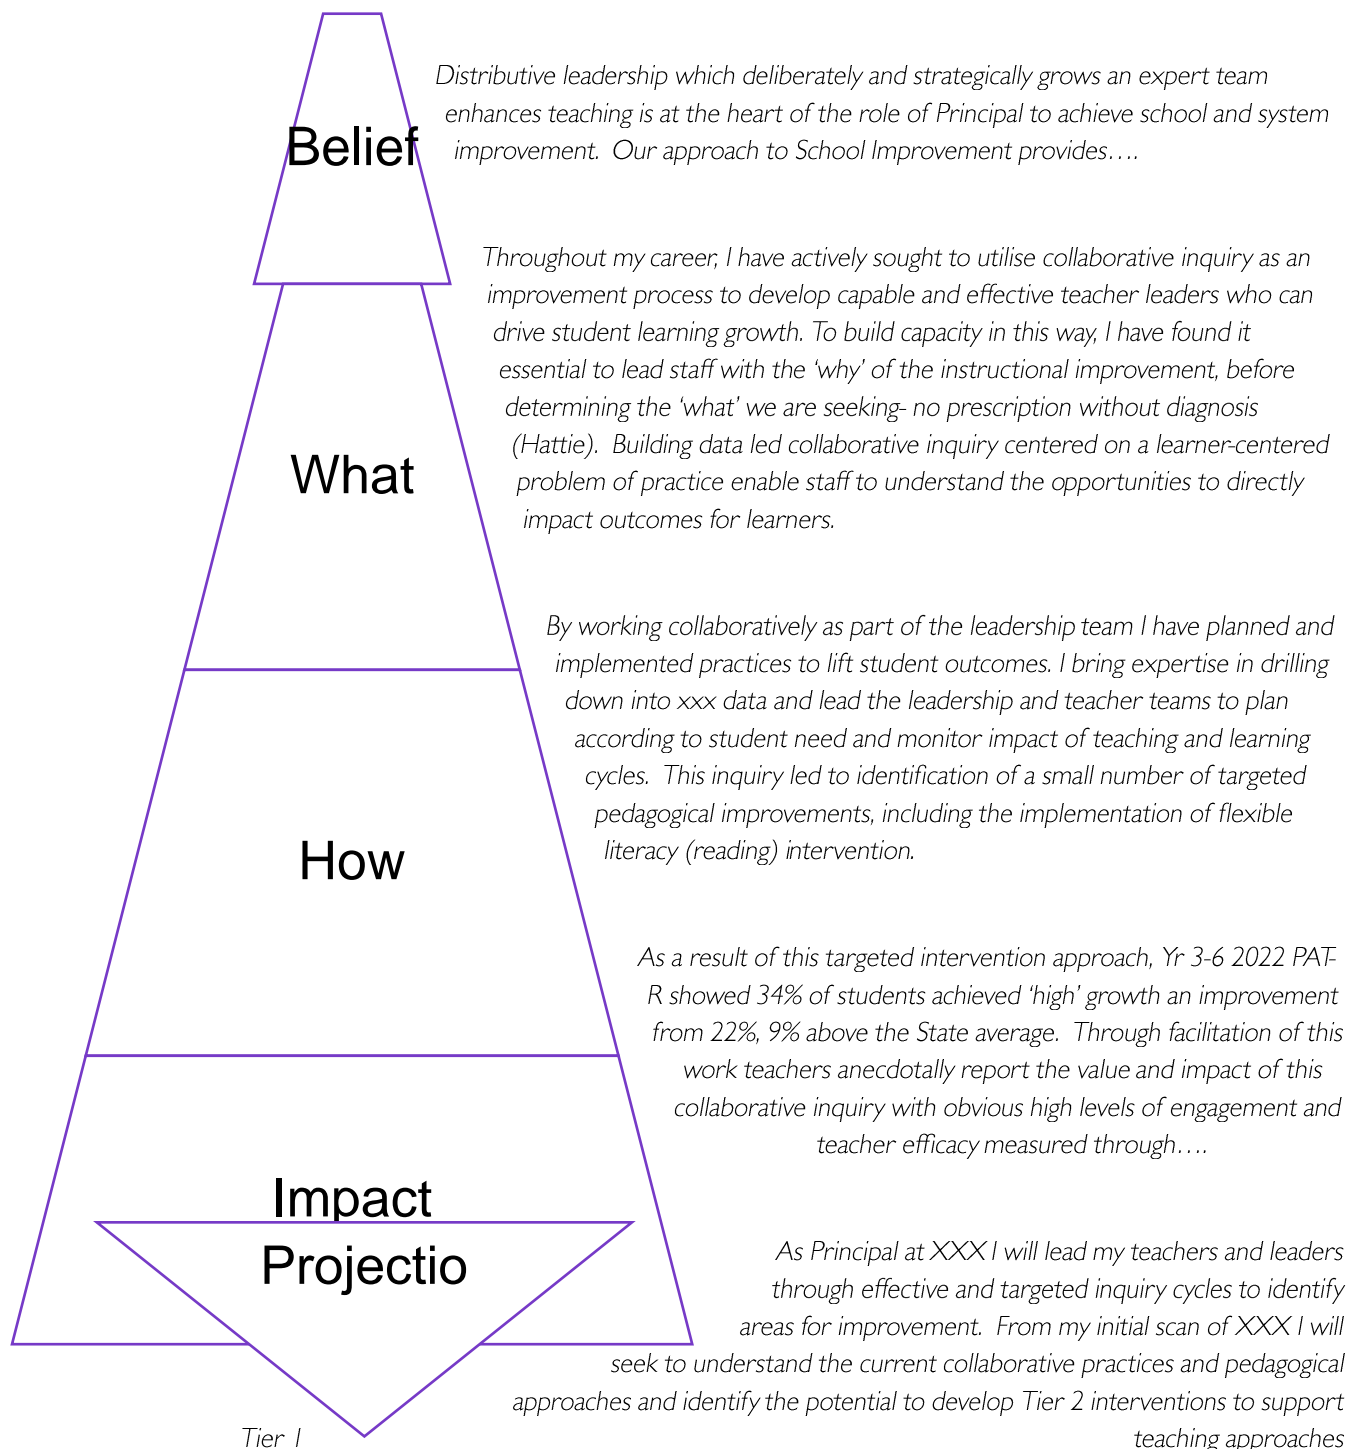 Belief
Distributive leadership which deliberately and strategically grows an expert team
enhances teaching is at the heart of the role of Principal to achieve school and system
improvement. Our approach to School Improvement provides….
What
Throughout my career, I have actively sought to utilise collaborative inquiry as an
improvement process to develop capable and effective teacher leaders who can
drive student learning growth. To build capacity in this way, I have found it
essential to lead staff with the ‘why’ of the instructional improvement, before
determining the ‘what’ we are seeking- no prescription without diagnosis
(Hattie). Building data led collaborative inquiry centered on a learner-centered
problem of practice enable staff to understand the opportunities to directly
impact outcomes for learners.
How
By working collaboratively as part of the leadership team I have planned and
implemented practices to lift student outcomes. I bring expertise in drilling
down into xxx data and lead the leadership and teacher teams to plan
according to student need and monitor impact of teaching and learning
cycles. This inquiry led to identification of a small number of targeted
pedagogical improvements, including the implementation of flexible
literacy (reading) intervention.
Impact
As a result of this targeted intervention approach, Yr 3-6 2022 PAT-
R showed 34% of students achieved ‘high’ growth an improvement
from 22%, 9% above the State average. Through facilitation of this
work teachers anecdotally report the value and impact of this
collaborative inquiry with obvious high levels of engagement and
teacher efficacy measured through….
Projectio
As Principal at XXX I will lead my teachers and leaders
through effective and targeted inquiry cycles to identify
areas for improvement. From my initial scan of XXX I will
seek to understand the current collaborative practices and pedagogical
approaches and identify the potential to develop Tier 2 interventions to support
Tier 1 teaching approaches